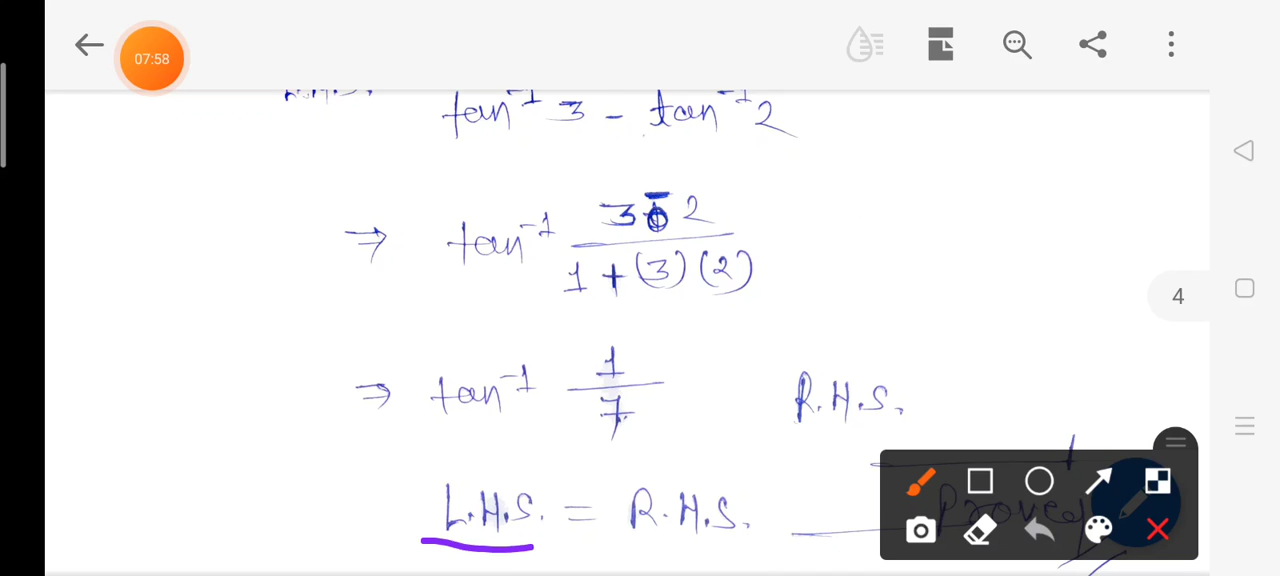 07:58
R.H.S.
tan⁻¹ 3 - tan⁻¹ 2
⇒ tan⁻¹ 3 - 2
1 + (3) (2)
4
⇒ tan⁻¹ 1
7
R.H.S.
L.H.S. = R.H.S.
Proved